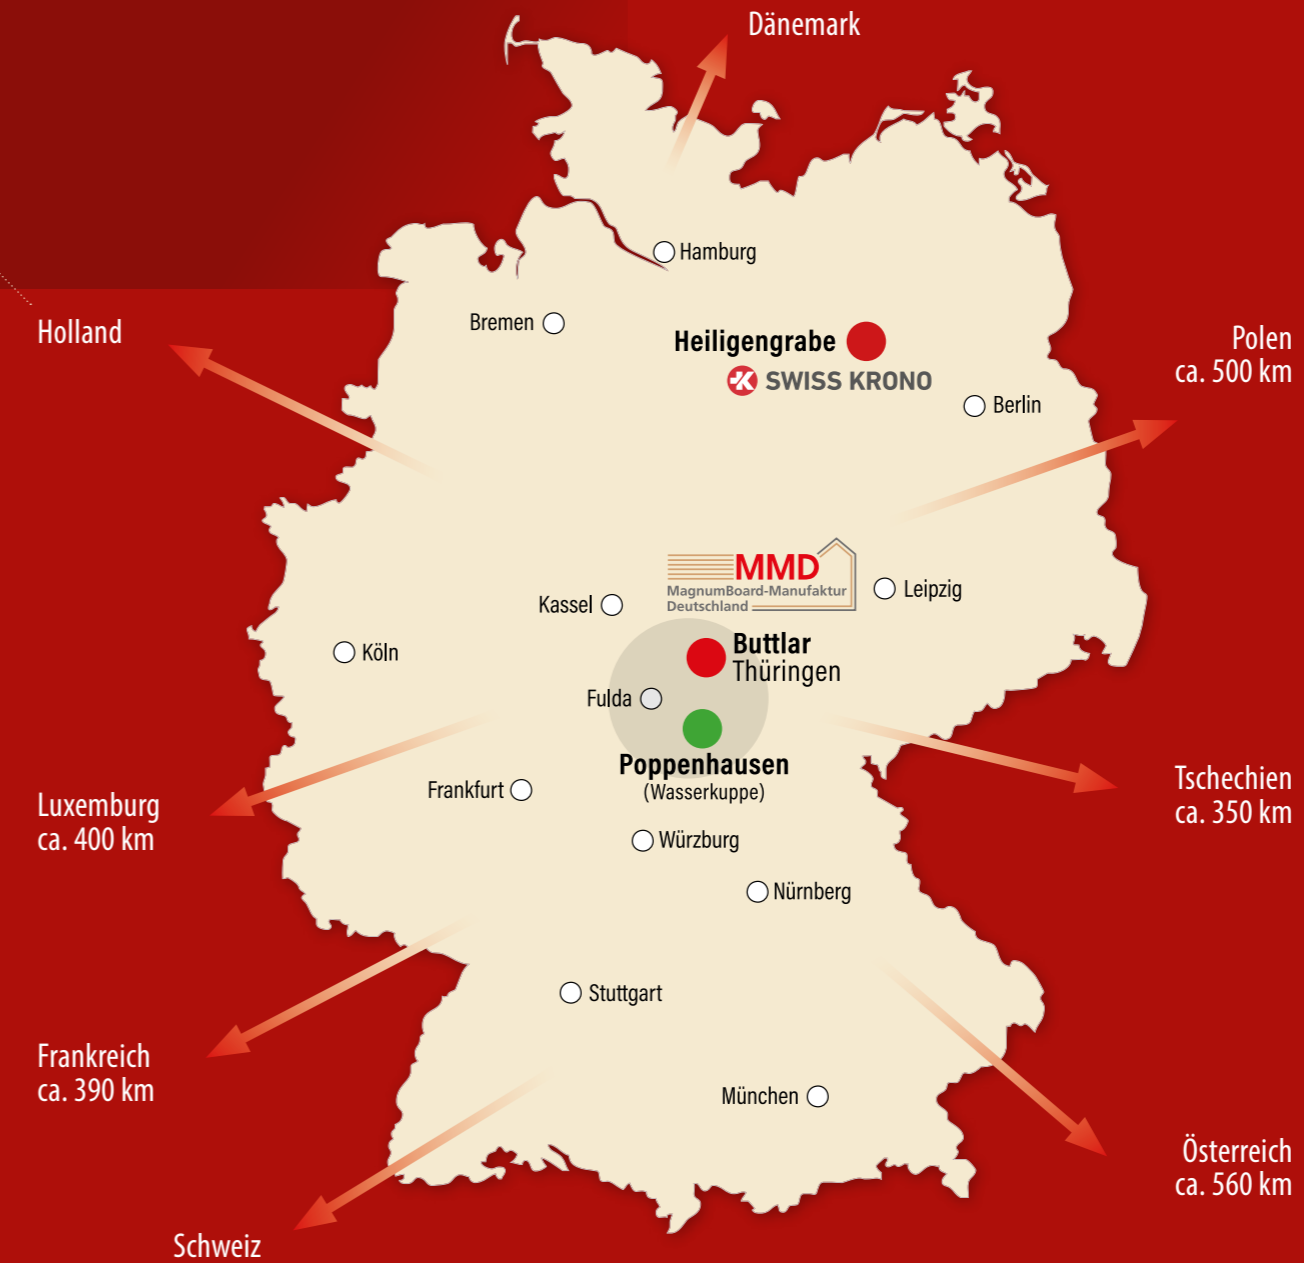 Dänemark
Hamburg
Holland
Bremen
Heiligengrabe
SWISS KRONO
Polen
ca. 500 km
Berlin
MMD
MagnumBoard-Manufaktur
Deutschland
Leipzig
Kassel
Köln
Buttlar
Thüringen
Fulda
Poppenhausen
(Wasserkuppe)
Frankfurt
Luxemburg
ca. 400 km
Tschechien
ca. 350 km
Würzburg
Nürnberg
Stuttgart
Frankreich
ca. 390 km
München
Österreich
ca. 560 km
Schweiz